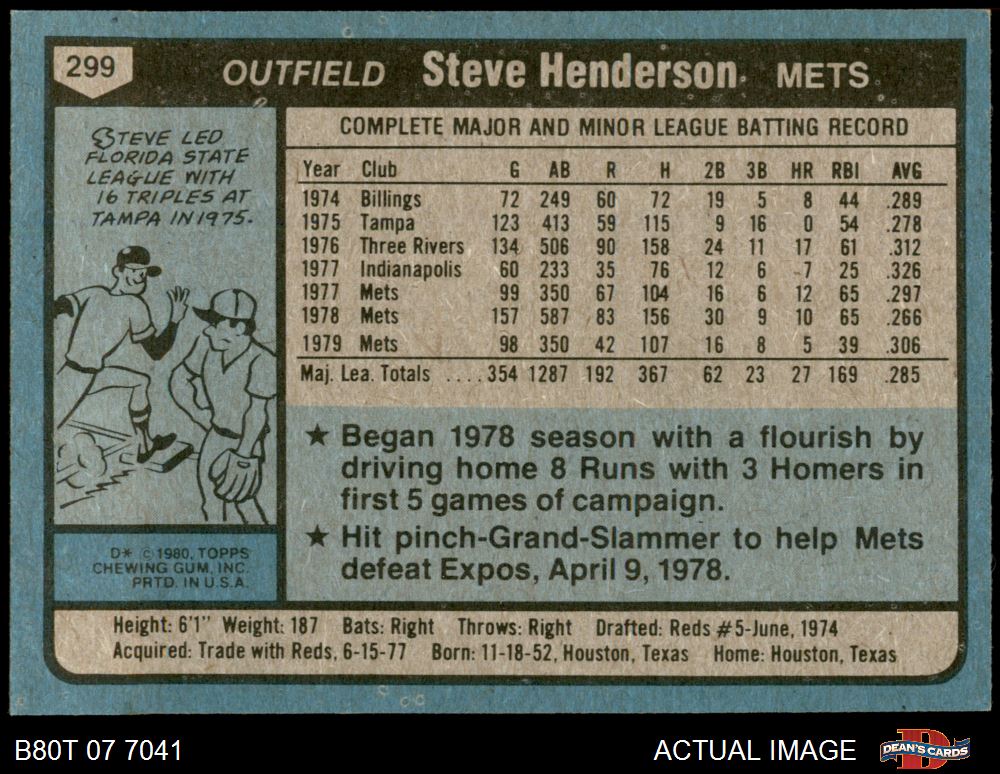 299 OUTFIELD Steve Henderson METS
STEVE LED
FLORIDA STATE
LEAGUE WITH
16 TRIPLES AT
TAMPA IN 1975.
COMPLETE MAJOR AND MINOR LEAGUE BATTING RECORD
Year Club G AB R H 2B 3B HR RBI AVG
1974 Billings 72 249 60 72 19 5 8 44 .289
1975 Tampa 123 413 59 115 9 16 0 54 .278
1976 Three Rivers 134 506 90 158 24 11 17 61 .312
1977 Indianapolis 60 233 35 76 12 6 7 25 .326
1977 Mets 99 350 67 104 16 6 12 65 .297
1978 Mets 157 587 83 156 30 9 10 65 .266
1979 Mets 98 350 42 107 16 8 5 39 .306
Maj. Lea. Totals .... 354 1287 192 367 62 23 27 169 .285
★ Began 1978 season with a flourish by
driving home 8 Runs with 3 Homers in
first 5 games of campaign.
★ Hit pinch-Grand-Slammer to help Mets
defeat Expos, April 9, 1978.
D* © 1980, TOPPS
CHEWING GUM, INC.
PRTD. IN U.S.A.
Height: 6'1" Weight: 187 Bats: Right Throws: Right Drafted: Reds #5-June, 1974
Acquired: Trade with Reds, 6-15-77 Born: 11-18-52, Houston, Texas Home: Houston, Texas
B80T 07 7041 ACTUAL IMAGE DEAN'S CARDS